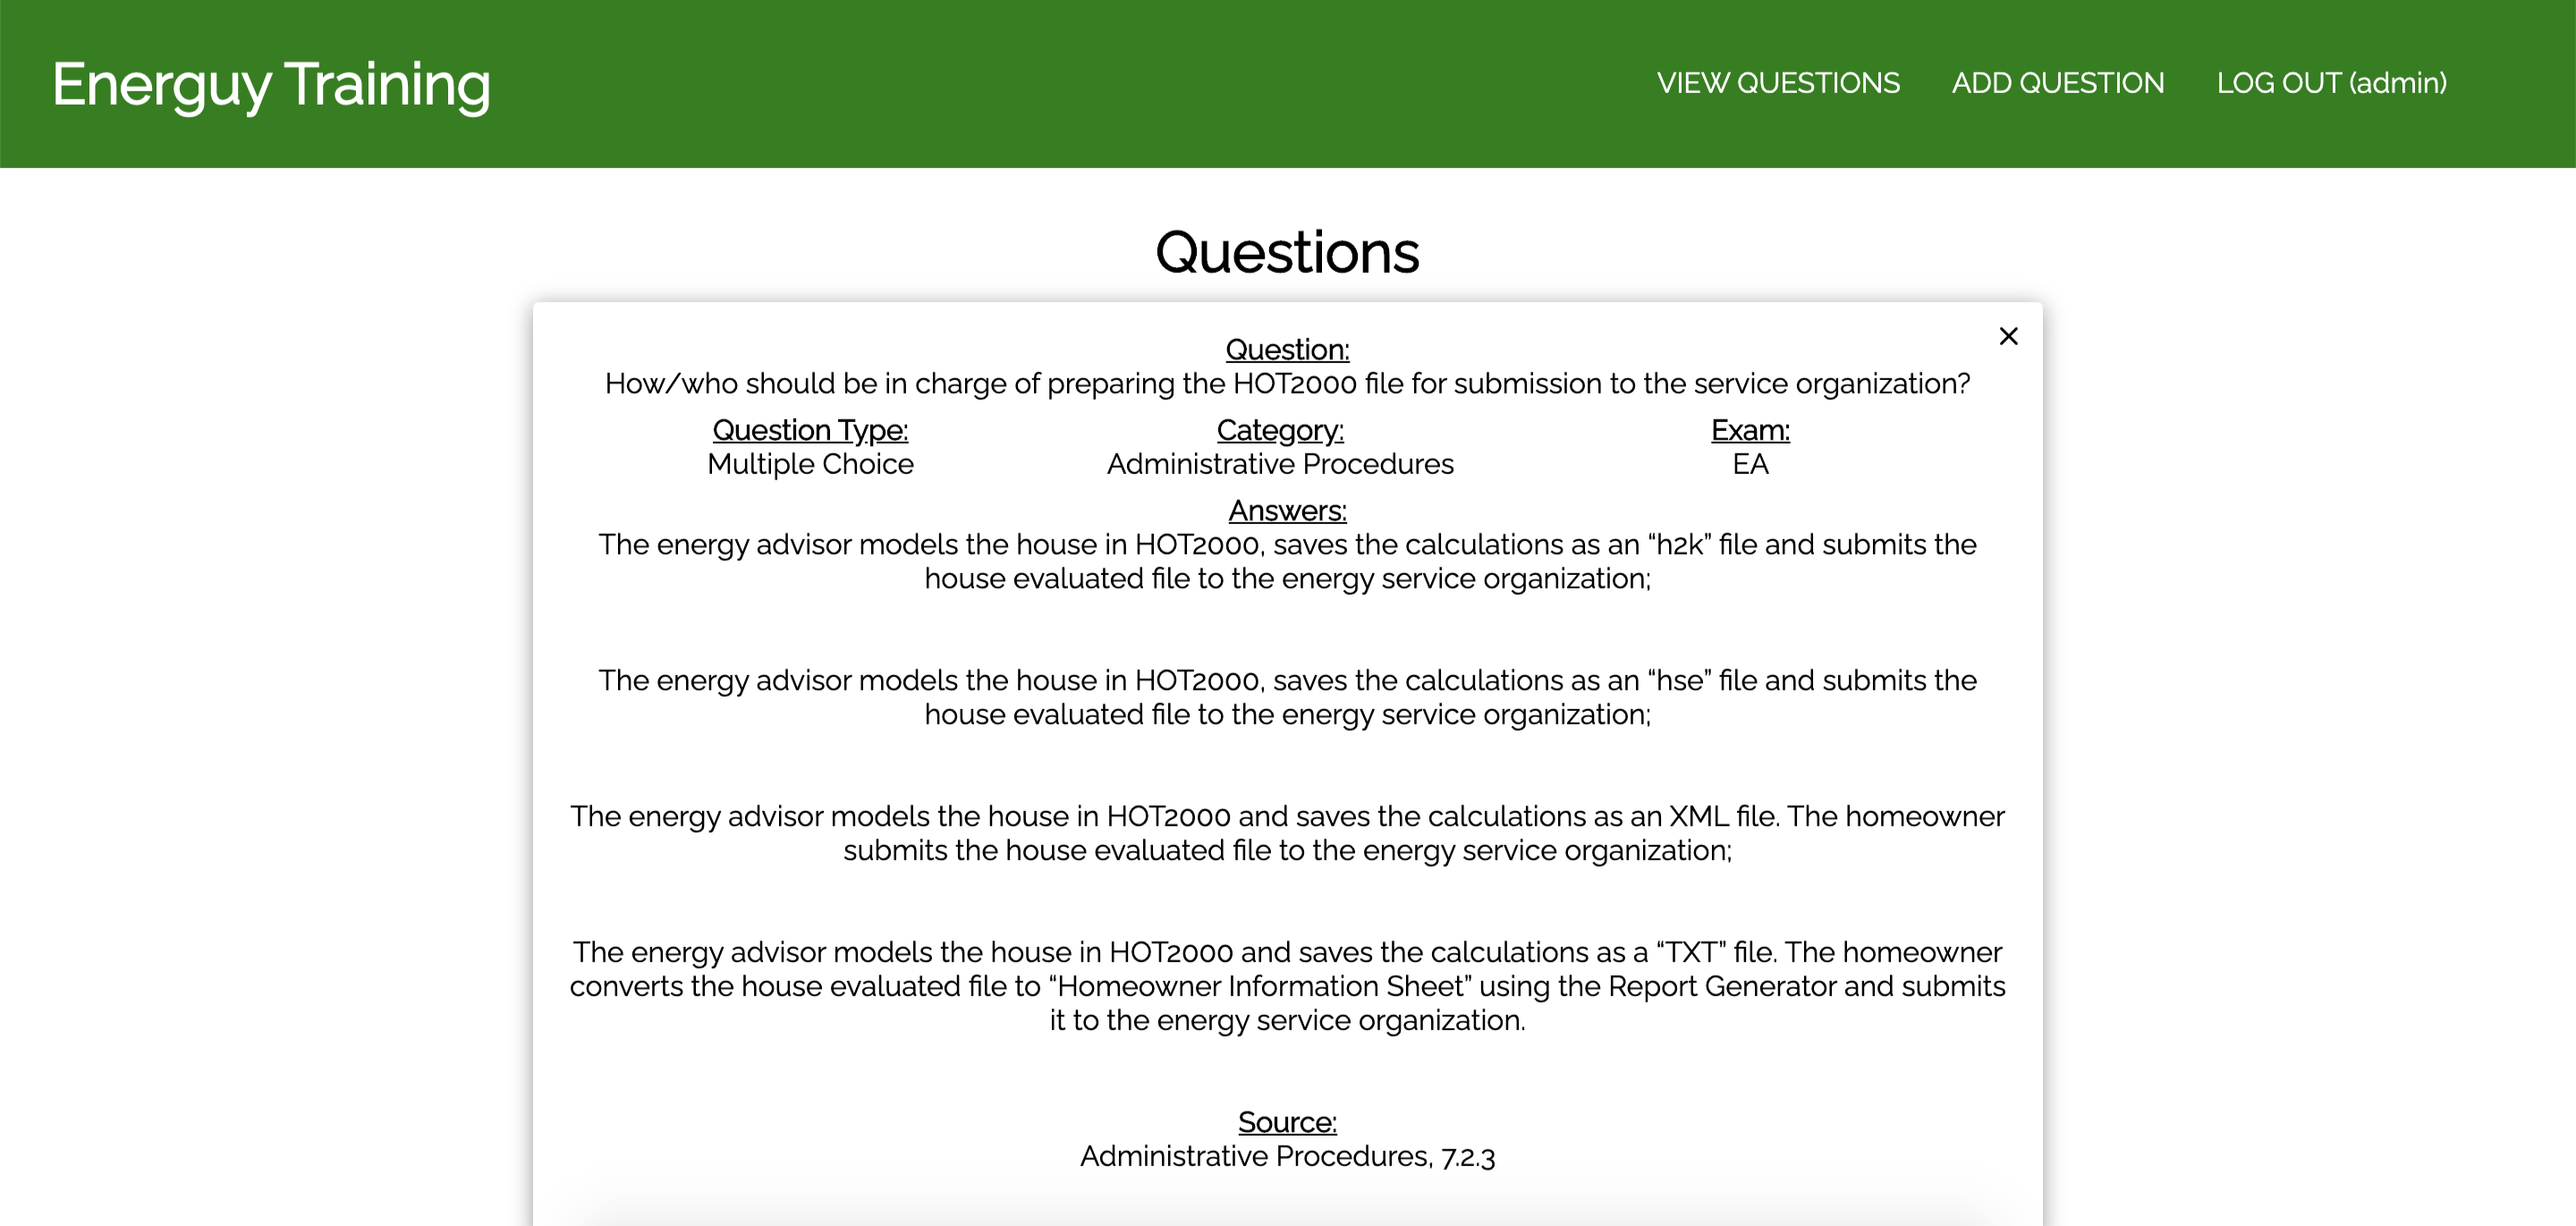 Energuy Training
VIEW QUESTIONS
ADD QUESTION
LOG OUT (admin)
Questions
Question:
How/who should be in charge of preparing the HOT2000 file for submission to the service organization?
Question Type:
Multiple Choice
Category:
Administrative Procedures
Exam:
EA
Answers:
The energy advisor models the house in HOT2000, saves the calculations as an “h2k” file and submits the
house evaluated file to the energy service organization;
The energy advisor models the house in HOT2000, saves the calculations as an “hse” file and submits the
house evaluated file to the energy service organization;
The energy advisor models the house in HOT2000 and saves the calculations as an XML file. The homeowner
submits the house evaluated file to the energy service organization;
The energy advisor models the house in HOT2000 and saves the calculations as a “TXT” file. The homeowner
converts the house evaluated file to “Homeowner Information Sheet” using the Report Generator and submits
it to the energy service organization.
Source:
Administrative Procedures, 7.2.3